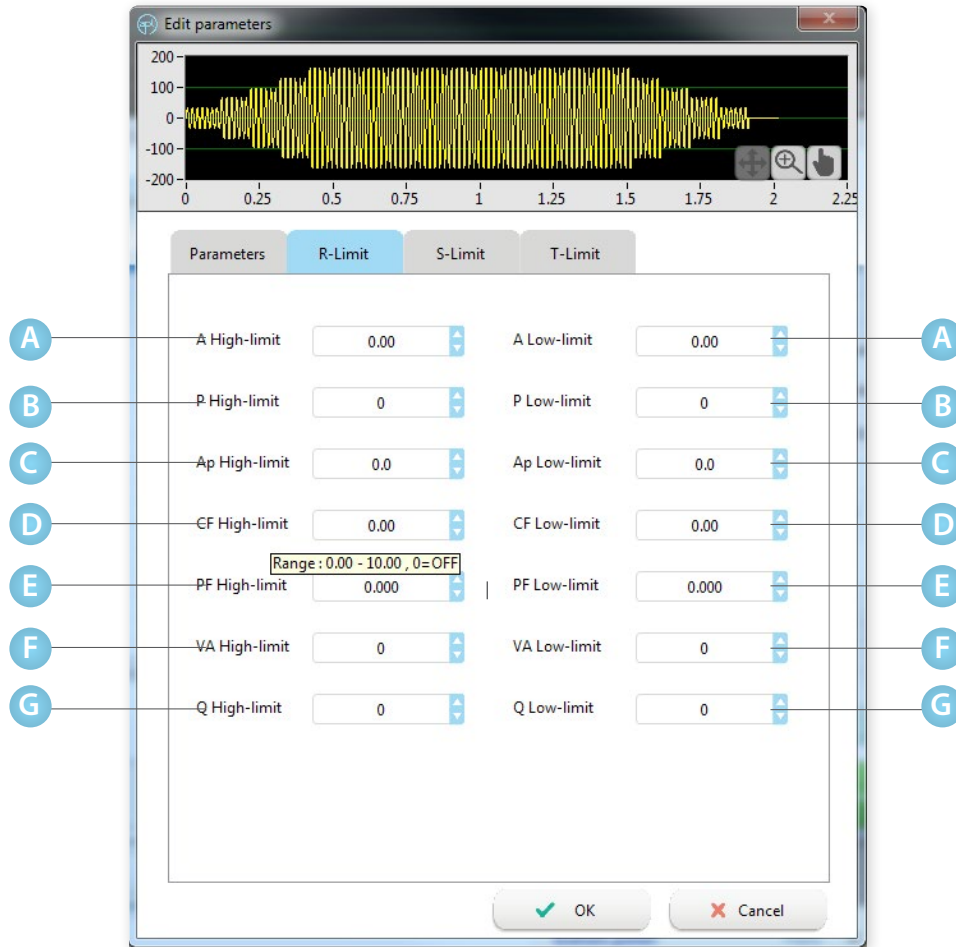 Edit parameters
200
100
0
-100
-200
0 0.25 0.5 0.75 1 1.25 1.5 1.75 2 2.25
Parameters R-Limit S-Limit T-Limit
A A High-limit 0.00 A Low-limit 0.00 A
B P High-limit 0 P Low-limit 0 B
C Ap High-limit 0.0 Ap Low-limit 0.0 C
D CF High-limit 0.00 CF Low-limit 0.00 D
Range : 0.00 - 10.00 , 0=OFF
E PF High-limit 0.000 PF Low-limit 0.000 E
F VA High-limit 0 VA Low-limit 0 F
G Q High-limit 0 Q Low-limit 0 G
OK Cancel